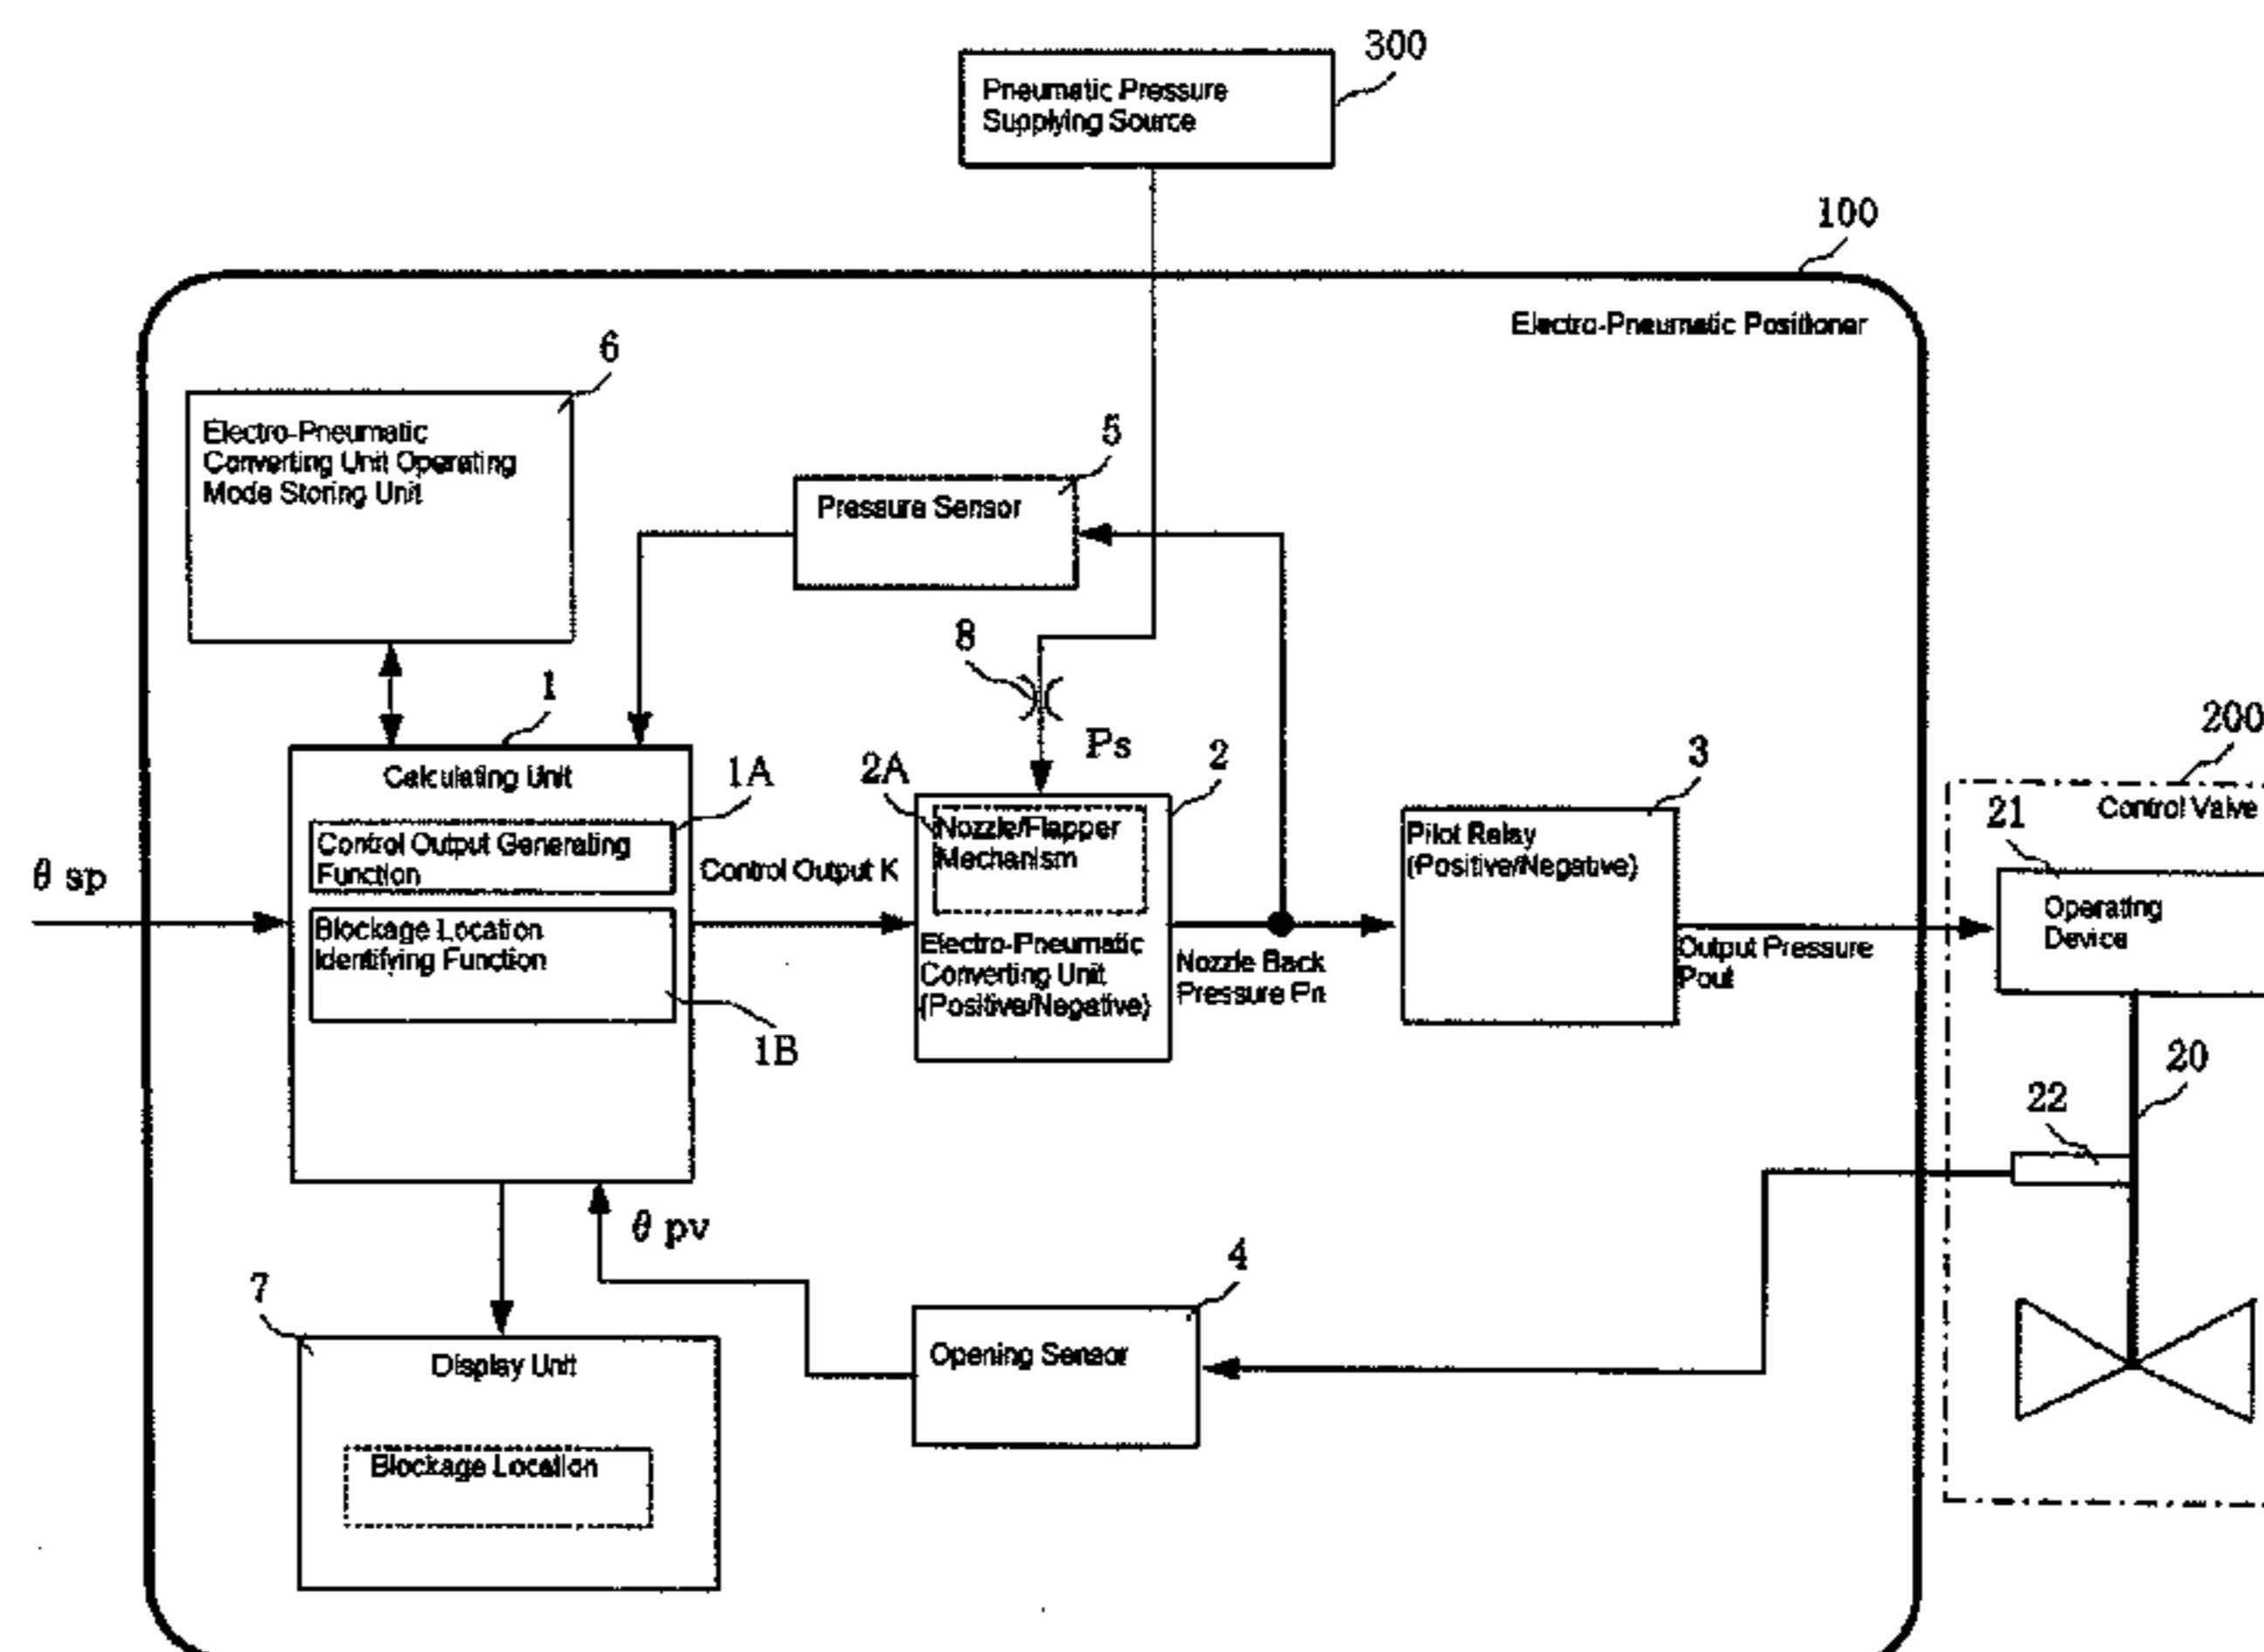 300
Pneumatic Pressure
Supplying Source
100
Electro-Pneumatic Positioner
6
Electro-Pneumatic
Converting Unit Operating
Mode Storing Unit
5
Pressure Sensor
8
Ps
1
Calculating Unit
1A
Control Output Generating
Function
Blockage Location
Identifying Function
1B
θ sp
Control Output K
2A
2
Nozzle/Flapper
Mechanism
Electro-Pneumatic
Converting Unit
(Positive/Negative)
Nozzle Back
Pressure Pn
3
Pilot Relay
(Positive/Negative)
Output Pressure
Pout
200
Control Valve
21
Operating
Device
20
22
θ pv
4
Opening Sensor
7
Display Unit
Blockage Location